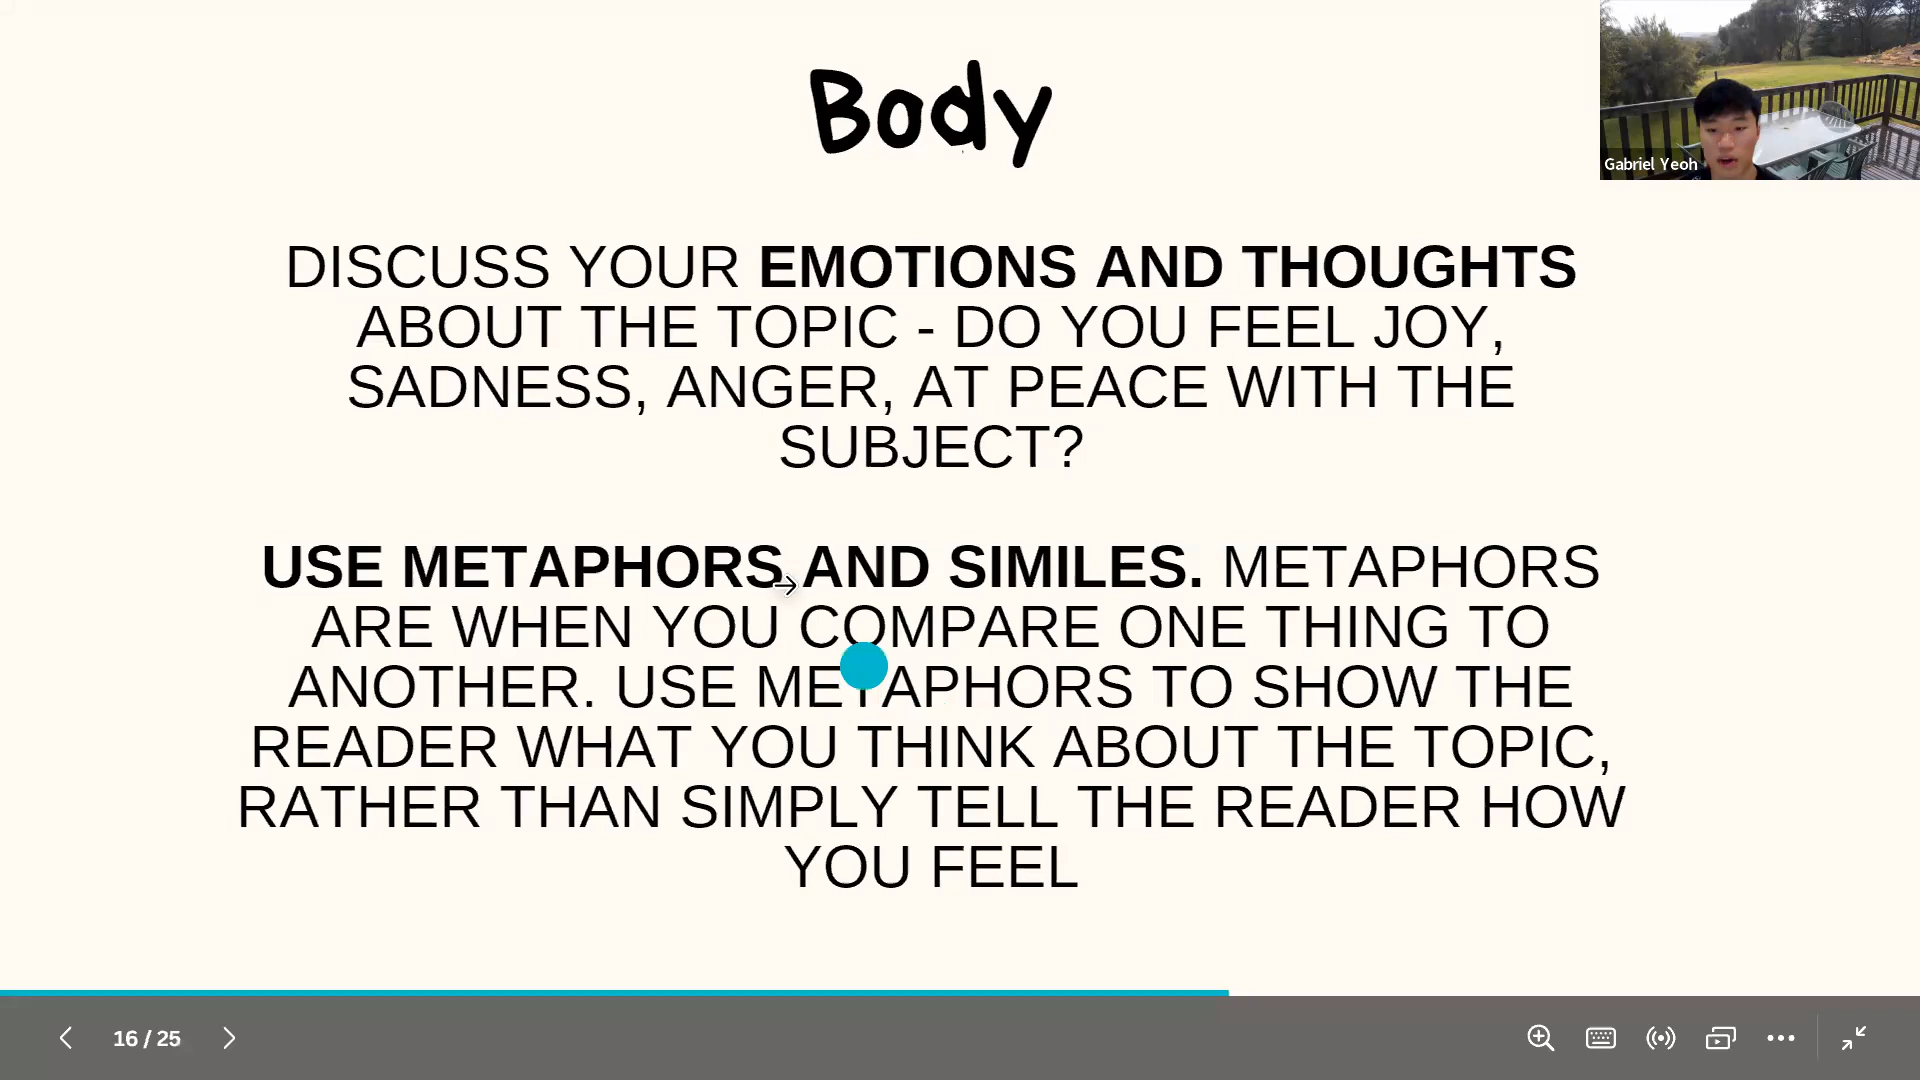 Body
Gabriel Yeoh
DISCUSS YOUR EMOTIONS AND THOUGHTS
ABOUT THE TOPIC - DO YOU FEEL JOY,
SADNESS, ANGER, AT PEACE WITH THE
SUBJECT?
USE METAPHORS AND SIMILES. METAPHORS
ARE WHEN YOU COMPARE ONE THING TO
ANOTHER. USE METAPHORS TO SHOW THE
READER WHAT YOU THINK ABOUT THE TOPIC,
RATHER THAN SIMPLY TELL THE READER HOW
YOU FEEL
16 / 25